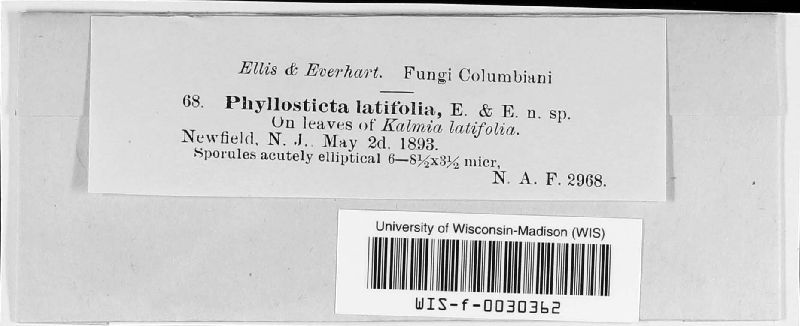 Ellis & Everhart. Fungi Columbiani
68. Phyllosticta latifolia, E. & E. n. sp.
On leaves of Kalmia latifolia.
Newfield, N. J., May 2d. 1893.
Sporules acutely elliptical 6—8½x3½ micr,
N. A. F. 2968.
University of Wisconsin-Madison (WIS)
WIS-f-0030362